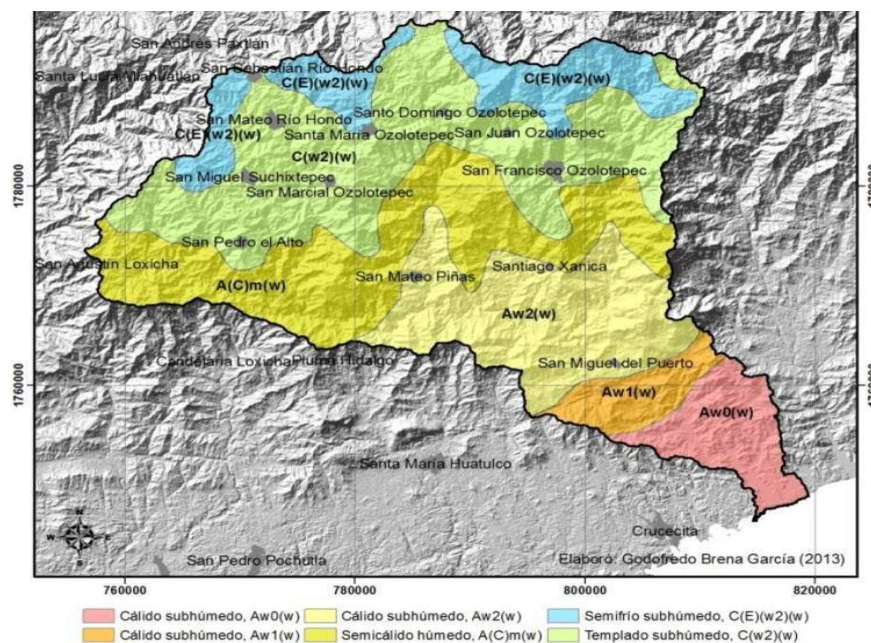 San Andres Paxtlán
Santa Lucía Miahuatlán
San Sebastián Río Hondo
C(E)(w2)(w)
C(E)(w2)(w)
San Mateo Río Hondo
C(E)(w2)(w)
Santo Domingo Ozolotepec
Santa María Ozolotepec
San Juan Ozolotepec
C(w2)(w)
San Miguel Suchixtepec
San Francisco Ozolotepec
San Marcial Ozolotepec
1780000
1780000
San Pedro el Alto
San Agustín Loxicha
San Mateo Piñas
Santiago Xanica
A(C)m(w)
Aw2(w)
Candelaria Loxicha
Pluma Hidalgo
San Miguel del Puerto
1760000
1760000
Aw1(w)
Aw0(w)
Santa María Huatulco
Crucecita
N
W E
S
San Pedro Pochutla
Elaboró: Godofredo Brena García (2013)
760000 780000 800000 820000
Cálido subhúmedo, Aw0(w) Cálido subhúmedo, Aw2(w) Semifrío subhúmedo, C(E)(w2)(w)
Cálido subhúmedo, Aw1(w) Semicálido húmedo, A(C)m(w) Templado subhúmedo, C(w2)(w)